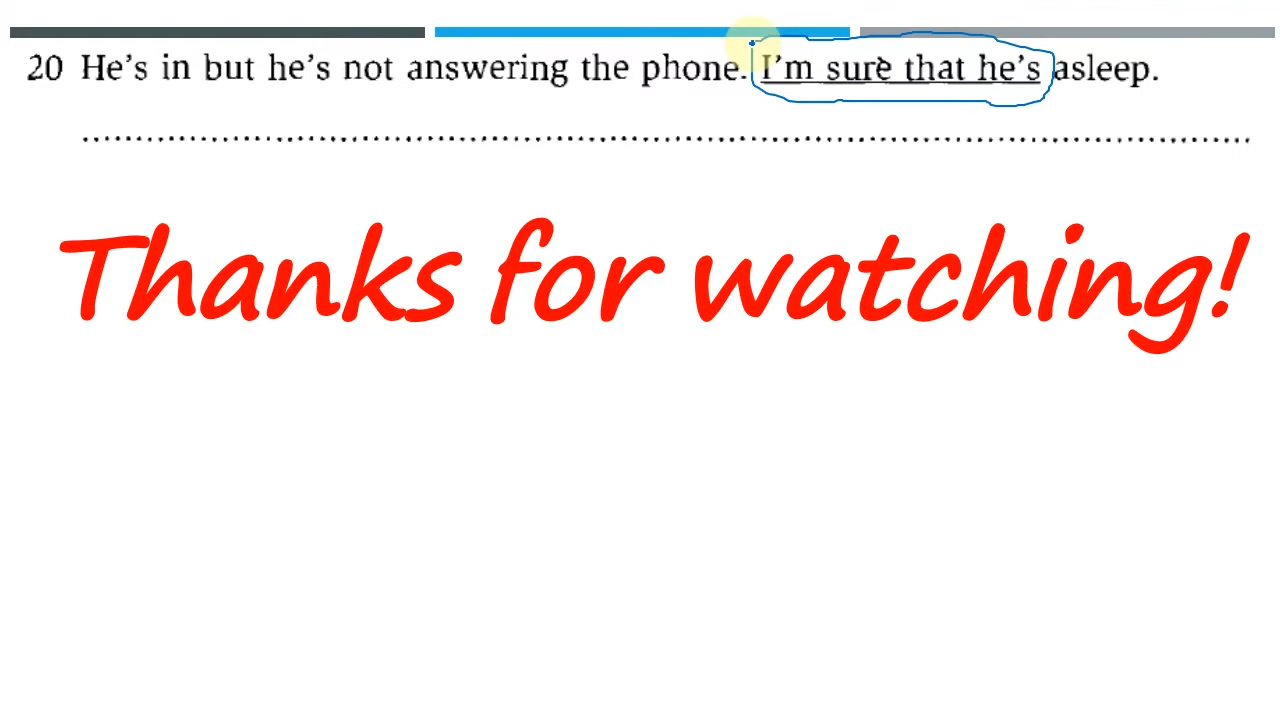 20 He's in but he's not answering the phone. I'm sure that he's asleep.
................................................................................
Thanks for watching!